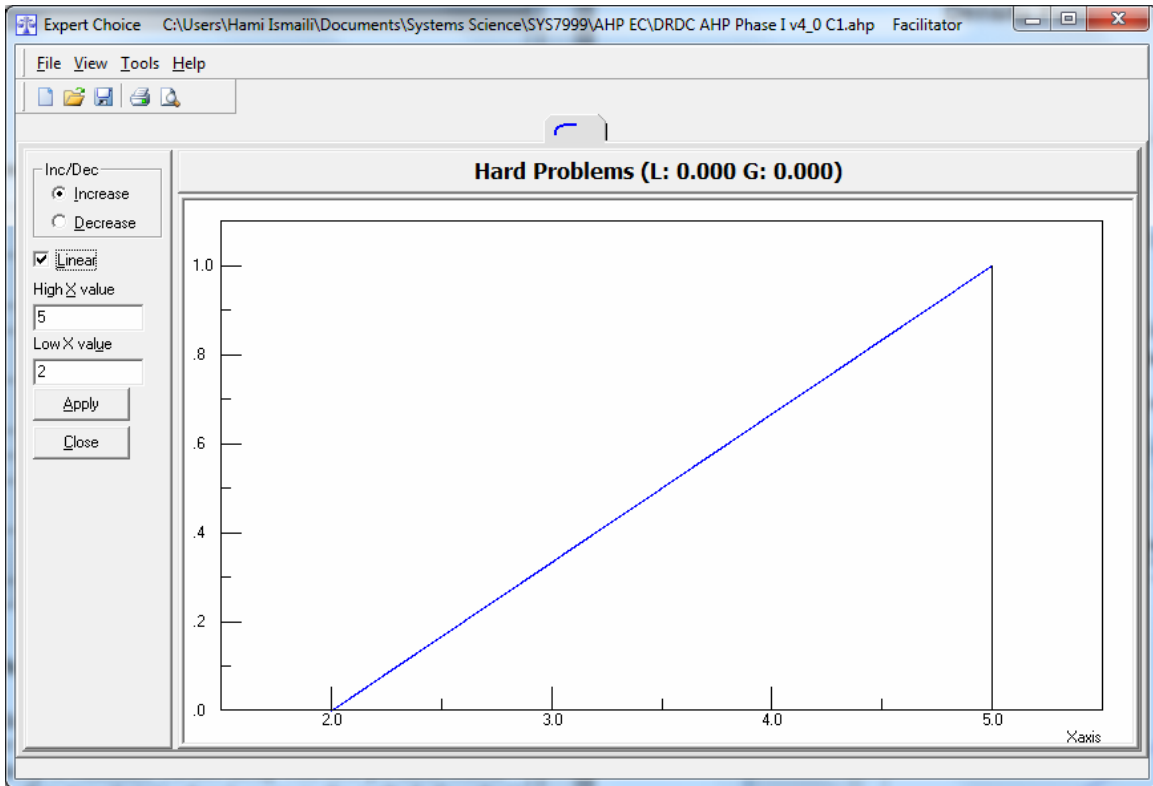 Expert Choice C:\Users\Hami Ismaili\Documents\Systems Science\SYS7999\AHP EC\DRDC AHP Phase I v4_0 C1.ahp Facilitator
File View Tools Help
Inc/Dec
Increase
Decrease
Linear
High X value
5
Low X value
2
Apply
Close
Hard Problems (L: 0.000 G: 0.000)
1.0
.8
.6
.4
.2
.0
2.0 3.0 4.0 5.0
Xaxis